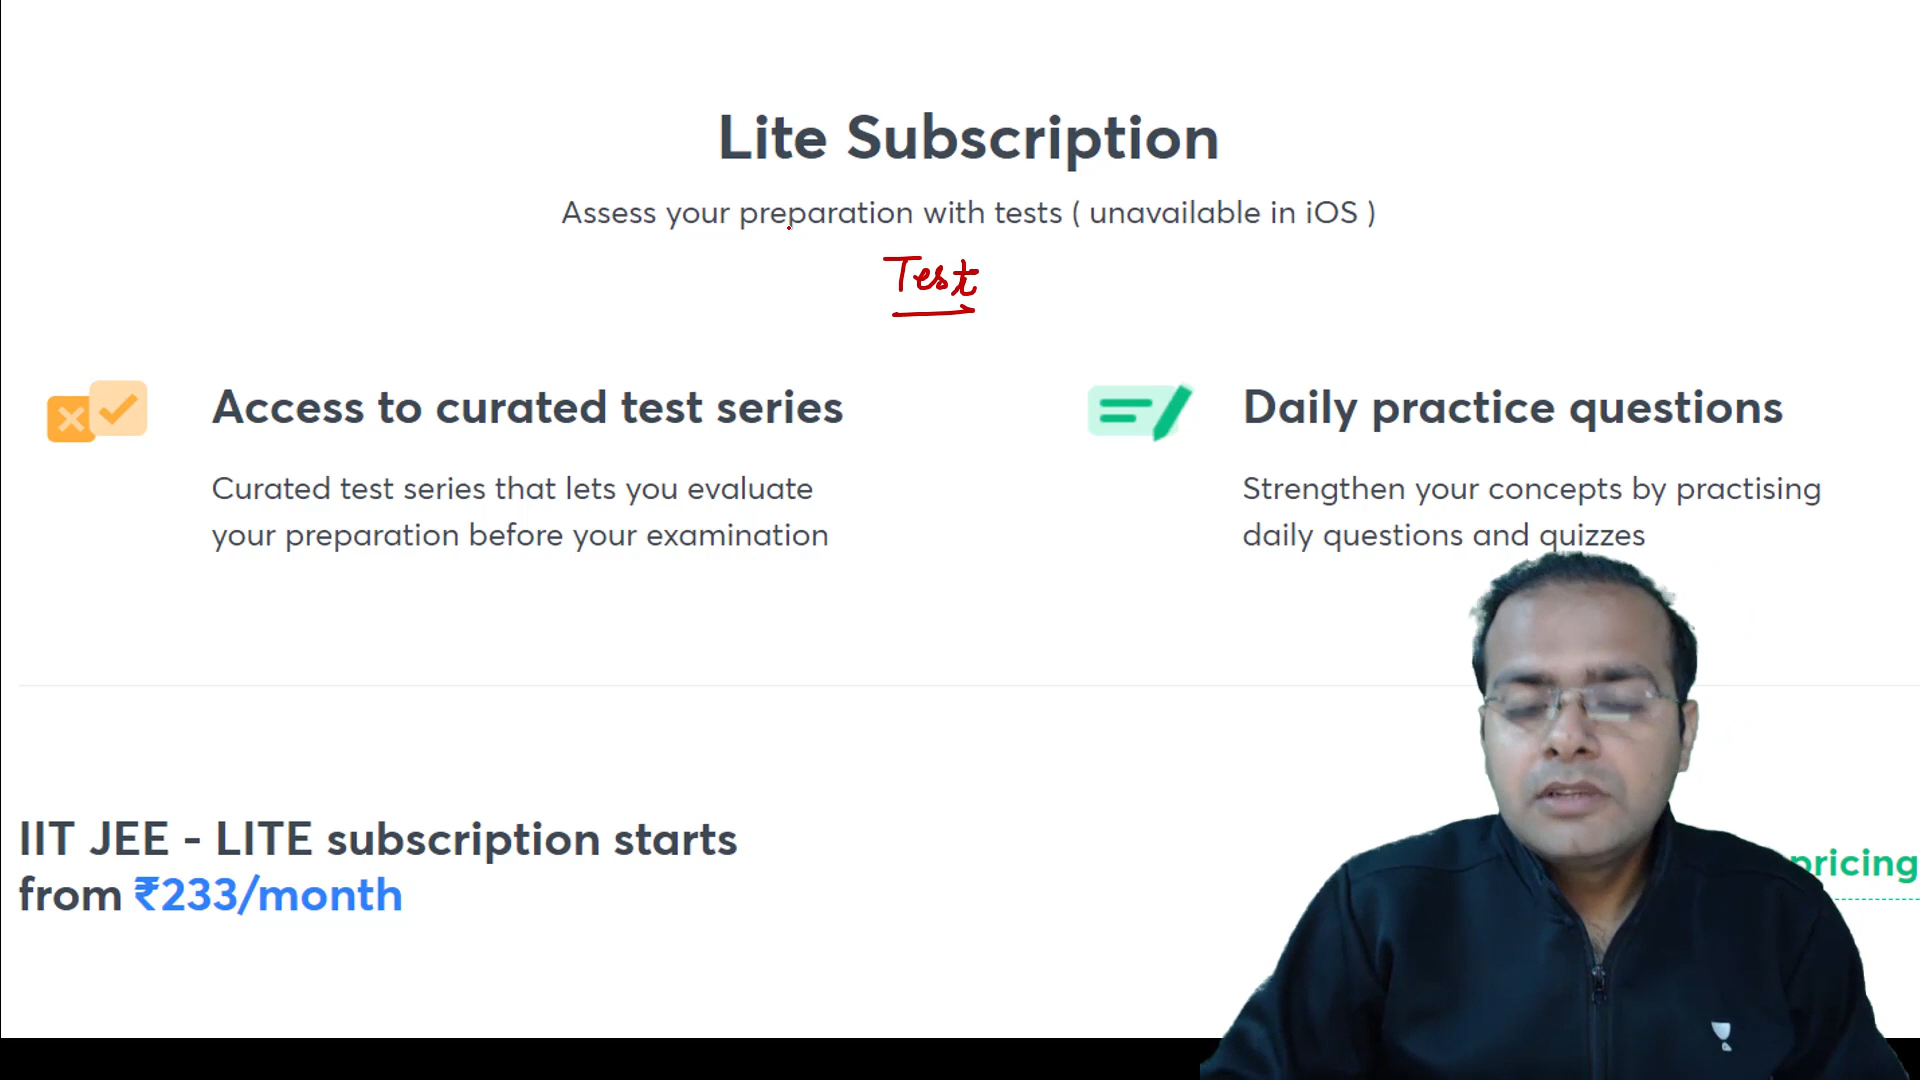 Lite Subscription
Assess your preparation with tests ( unavailable in iOS )
Test
Access to curated test series
Curated test series that lets you evaluate
your preparation before your examination
Daily practice questions
Strengthen your concepts by practising
daily questions and quizzes
IIT JEE - LITE subscription starts
from ₹233/month
pricing